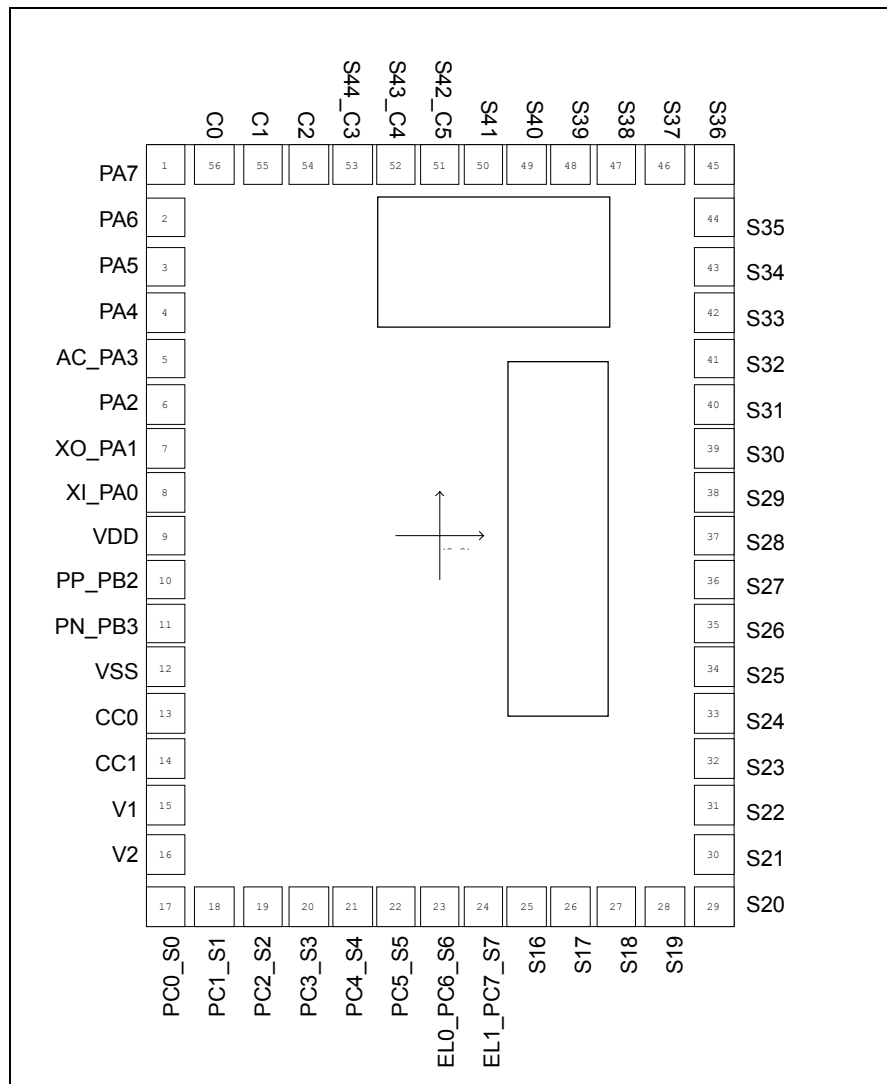 C0 C1 C2 S44_C3 S43_C4 S42_C5 S41 S40 S39 S38 S37 S36
PA7 1 56 55 54 53 52 51 50 49 48 47 46 45
PA6 2 44 S35
PA5 3 43 S34
PA4 4 42 S33
AC_PA3 5 41 S32
PA2 6 40 S31
XO_PA1 7 39 S30
XI_PA0 8 38 S29
VDD 9 37 S28
PP_PB2 10 36 S27
PN_PB3 11 35 S26
VSS 12 34 S25
CC0 13 33 S24
CC1 14 32 S23
V1 15 31 S22
V2 16 30 S21
17 18 19 20 21 22 23 24 25 26 27 28 29 S20
PC0_S0 PC1_S1 PC2_S2 PC3_S3 PC4_S4 PC5_S5 EL0_PC6_S6 EL1_PC7_S7 S16 S17 S18 S19